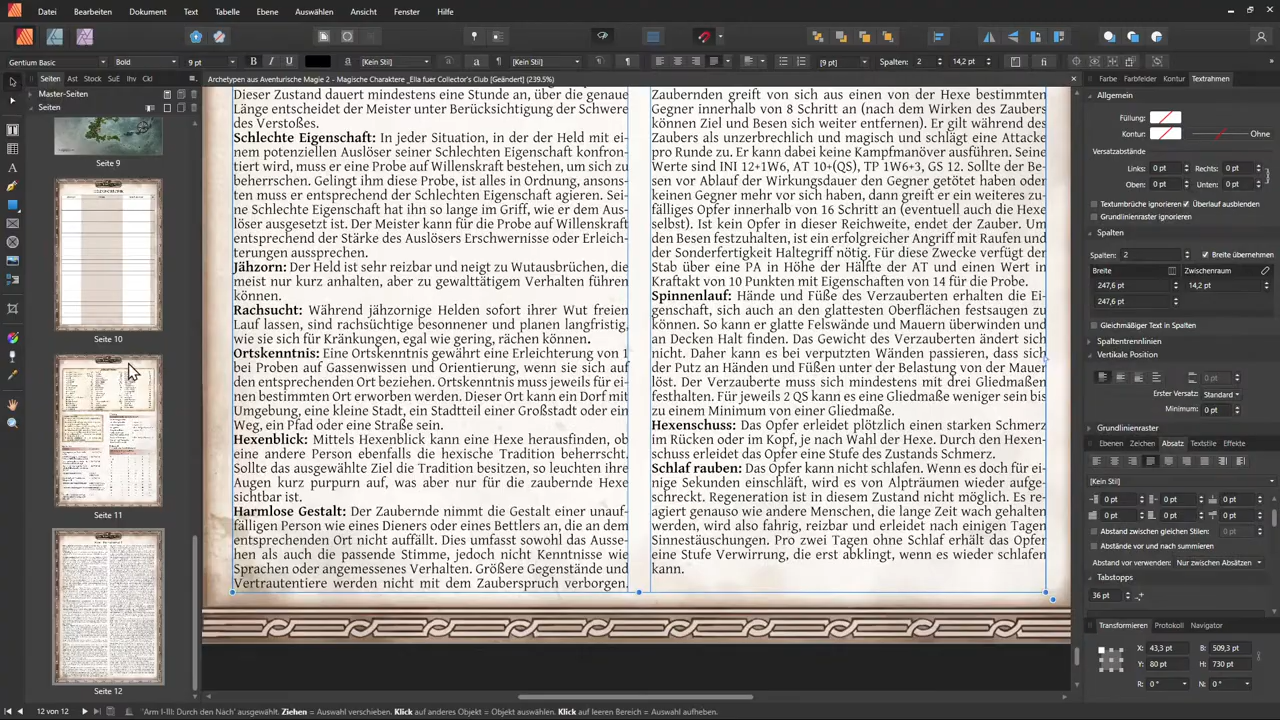 Datei Bearbeiten Dokument Text Tabelle Ebene Auswählen Ansicht Fenster Hilfe
Gentium Basic Bold 9 pt B I U [Kein Stil] ¶ [Kein Stil] [9 pt] Spalten: 2 14,2 pt fi
Seiten Ast Stock SuE Ihv Ckl
Archetypen aus Aventurische Magie 2 - Magische Charaktere _Ella fuer Collector's Club [Geändert] (239.5%)
Master-Seiten
Seiten
Seite 9
Seite 10
Seite 11
Seite 12
Dieser Zustand dauert mindestens eine Stunde an, über die genaue
Länge entscheidet der Meister unter Berücksichtigung der Schwere
des Verstoßes.
Schlechte Eigenschaft: In jeder Situation, in der der Held mit ei-
nem potenziellen Auslöser seiner Schlechten Eigenschaft konfron-
tiert wird, muss er eine Probe auf Willenskraft bestehen, um sich zu
beherrschen. Gelingt ihm diese Probe, ist alles in Ordnung, ansons-
ten muss er entsprechend der Schlechten Eigenschaft agieren. Sei-
ne Schlechte Eigenschaft hat ihn so lange im Griff, wie er dem Aus-
löser ausgesetzt ist. Der Meister kann für die Probe auf Willenskraft
entsprechend der Stärke des Auslösers Erschwernisse oder Erleich-
terungen aussprechen.
Jähzorn: Der Held ist sehr reizbar und neigt zu Wutausbrüchen, die
meist nur kurz anhalten, aber zu gewalttätigem Verhalten führen
können.
Rachsucht: Während jähzornige Helden sofort ihrer Wut freien
Lauf lassen, sind rachsüchtige besonnener und planen langfristig,
wie sie sich für Kränkungen, egal wie gering, rächen können.
Ortskenntnis: Eine Ortskenntnis gewährt eine Erleichterung von 1
bei Proben auf Gassenwissen und Orientierung, wenn sie sich auf
den entsprechenden Ort beziehen. Ortskenntnis muss jeweils für ei-
nen bestimmten Ort erworben werden. Dieser Ort kann ein Dorf mit
Umgebung, eine kleine Stadt, ein Stadtteil einer Großstadt oder ein
Weg, ein Pfad oder eine Straße sein.
Hexenblick: Mittels Hexenblick kann eine Hexe herausfinden, ob
eine andere Person ebenfalls die hexische Tradition beherrscht.
Sollte das ausgewählte Ziel die Tradition besitzen, so leuchten ihre
Augen kurz purpurn auf, was aber nur für die zaubernde Hexe
sichtbar ist.
Harmlose Gestalt: Der Zaubernde nmmt die Gestalt einer unauf-
fälligen Person wie eines Dieners oder eines Bettlers an, die an dem
entsprechenden Ort nicht auffällt. Dies umfasst sowohl das Ausse-
hen als auch die passende Stimme, jedoch nicht Kenntnisse wie
Sprachen oder angemessenes Verhalten. Größere Gegenstände und
Vertrautentiere werden nicht mit dem Zauberspruch verborgen.
Zaubernden greift von sich aus einen von der Hexe bestimmten
Gegner innerhalb von 8 Schritt an (nach dem Wirken des Zaubers
können Ziel und Besen sich weiter entfernen). Er gilt während des
Zaubers als unzerbrechlich und magisch und schlägt eine Attacke
pro Runde zu. Er kann dabei keine Kampfmanöver ausführen. Seine
Werte sind INI 12+1W6, AT 10+(QS), TP 1W6+3, GS 12. Sollte der Be-
sen vor Ablauf der Wirkungsdauer den Gegner getötet haben oder
keinen Gegner mehr vor sich haben, dann greift er ein weiteres zu-
fälliges Opfer innerhalb von 16 Schritt an (eventuell auch die Hexe
selbst). Ist kein Opfer in dieser Reichweite, endet der Zauber. Um
den Besen festzuhalten, ist ein erfolgreicher Angriff mit Raufen und
der Sonderfertigkeit Haltegriff nötig. Für diese Zwecke verfügt der
Stab über eine PA in Höhe der Hälfte der AT und einen Wert in
Kraftakt von 10 Punkten mit Eigenschaften von 14 für die Probe.
Spinnenlauf: Hände und Füße des Verzauberten erhalten die Ei-
genschaft, sich auch an den glattesten Oberflächen festsaugen zu
können. So kann er glatte Felswände und Mauern überwinden und
an Decken Halt finden. Das Gewicht des Verzauberten ändert sich
nicht. Daher kann es bei verputzten Wänden passieren, dass sich
der Putz an Händen und Füßen unter der Belastung von der Mauer
löst. Der Verzauberte muss sich mindestens mit drei Gliedmaßen
festhalten. Für jeweils 2 QS kann es eine Gliedmaße weniger sein bis
zu einem Minimum von einer Gliedmaße.
Hexenschuss: Das Opfer erleidet plötzlich einen starken Schmerz
im Rücken oder im Kopf, je nach Wahl der Hexe. Durch den Hexen-
schuss erleidet das Opfer eine Stufe des Zustands Schmerz.
Schlaf rauben: Das Opfer kann nicht schlafen. Wenn es doch für ei-
nige Sekunden einschläft, wird es von Alpträumen wieder aufge-
schreckt. Regeneration ist in diesem Zustand nicht möglich. Es re-
agiert genauso wie andere Menschen, die lange Zeit wach gehalten
werden, wird also fahrig, reizbar und erleidet nach einigen Tagen
Sinnestäuschungen. Pro zwei Tagen ohne Schlaf erhält das Opfer
eine Stufe Verwirrung, die erst abklingt, wenn es wieder schlafen
kann.
Farbe Farbfelder Kontur Textrahmen
Allgemein
Füllung:
Kontur: Ohne
Versatzabstände
Links: 0 pt Rechts: 0 pt
Oben: 0 pt Unten: 0 pt
Textumbrüche ignorieren Überlauf ausblenden
Grundlinienraster ignorieren
Spalten
Spalten: 2 Breite übernehmen
Breite Zwischenraum
247,6 pt 14,2 pt
247,6 pt
Gleichmäßiger Text in Spalten
Spaltentrennlinien
Vertikale Position
0 pt
Erster Versatz: Standard
Minimum: 0 pt
Grundlinienraster
Ebenen Zeichen Absatz Textstile Effekte
[Kein Stil]
0 pt 0 pt 0 pt
0 pt 0 pt 0 pt
Abstand zwischen gleichen Stilen: 0 pt
Abstände vor und nach summieren
Abstand vor verwenden: Nur zwischen Absätzen
Tabstopps
36 pt
Transformieren Protokoll Navigator
X: 43,3 pt B: 509,3 pt
Y: 80 pt H: 730 pt
R: 0° N: 0°
12 von 12 'Arm I-III: Durch den Nach' ausgewählt. Ziehen = Auswahl verschieben. Klick auf anderes Objekt = Objekt auswählen. Klick auf leeren Bereich = Auswahl aufheben.